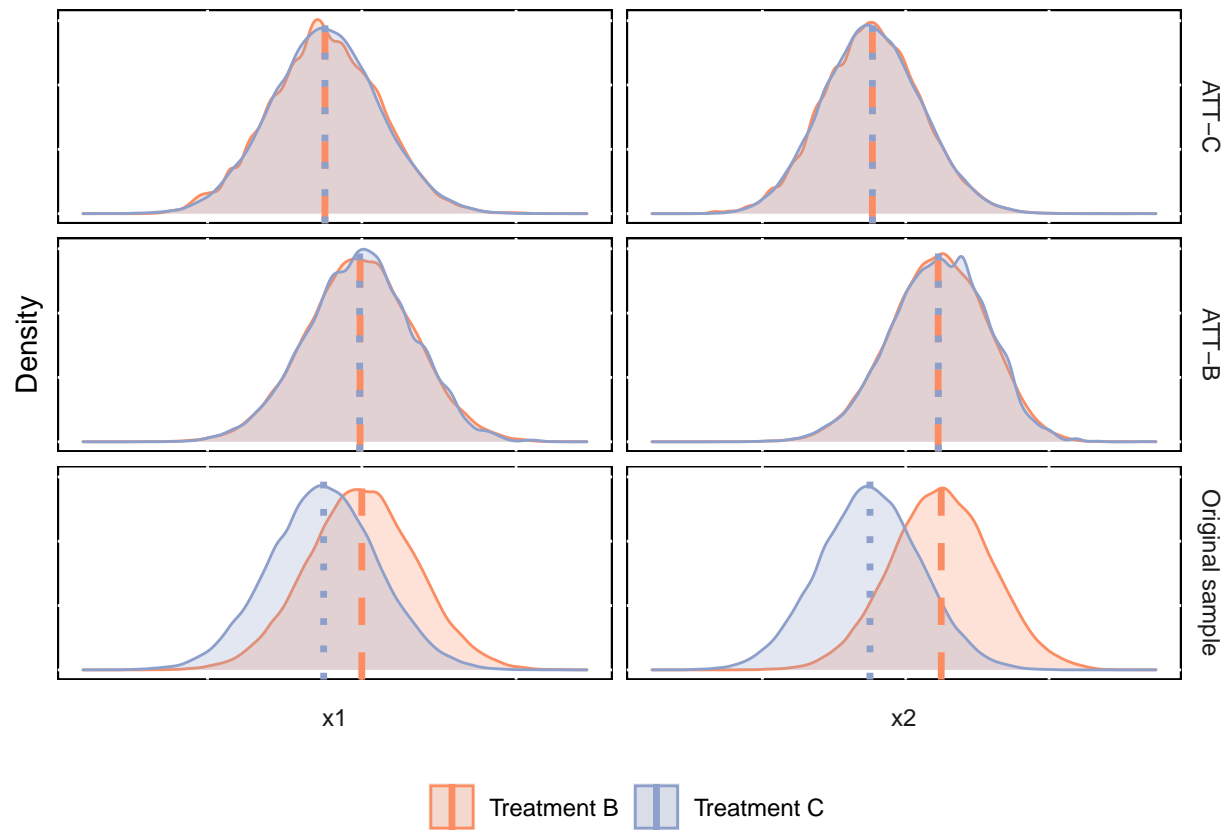 ATT−C
Density
ATT−B
Original sample
x1
x2
Treatment B
Treatment C